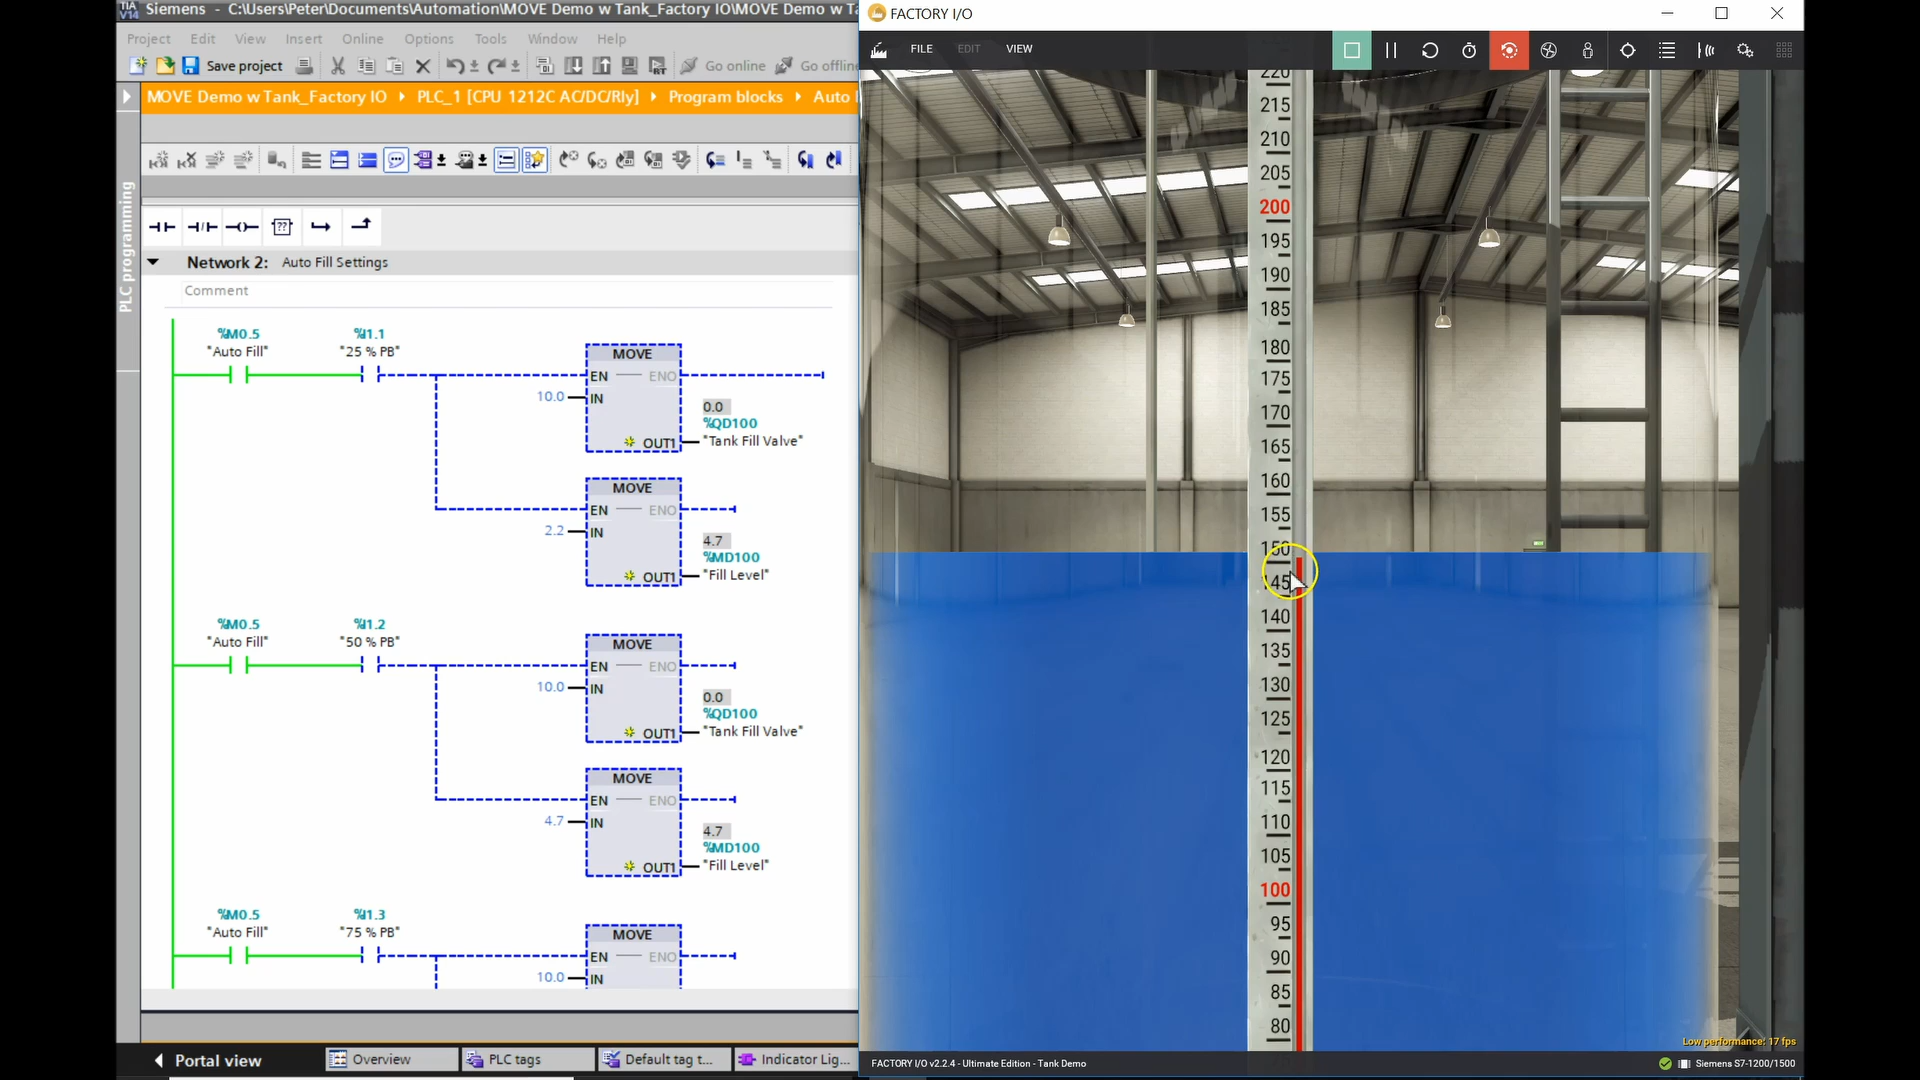 TIA V14
Siemens - C:\Users\Peter\Documents\Automation\MOVE Demo w Tank_Factory IO\MOVE Demo w Ta
Project Edit View Insert Online Options Tools Window Help
Save project
Go online
Go offlin
MOVE Demo w Tank_Factory IO
PLC_1 [CPU 1212C AC/DC/Rly]
Program blocks
Auto
PLC programming
Network 2: Auto Fill Settings
Comment
%M0.5
"Auto Fill"
%I1.1
"25 % PB"
MOVE
EN
ENO
10.0
IN
OUT1
0.0
%QD100
"Tank Fill Valve"
MOVE
EN
ENO
2.2
IN
OUT1
4.7
%MD100
"Fill Level"
%M0.5
"Auto Fill"
%I1.2
"50 % PB"
MOVE
EN
ENO
10.0
IN
OUT1
0.0
%QD100
"Tank Fill Valve"
MOVE
EN
ENO
4.7
IN
OUT1
4.7
%MD100
"Fill Level"
%M0.5
"Auto Fill"
%I1.3
"75 % PB"
MOVE
EN
ENO
10.0
IN
Portal view
Overview
PLC tags
Default tag t...
Indicator Lig...
FACTORY I/O
FILE EDIT VIEW
220
215
210
205
200
195
190
185
180
175
170
165
160
155
150
145
140
135
130
125
120
115
110
105
100
95
90
85
80
Low performance: 17 fps
FACTORY I/O v2.2.4 - Ultimate Edition - Tank Demo
Siemens S7-1200/1500